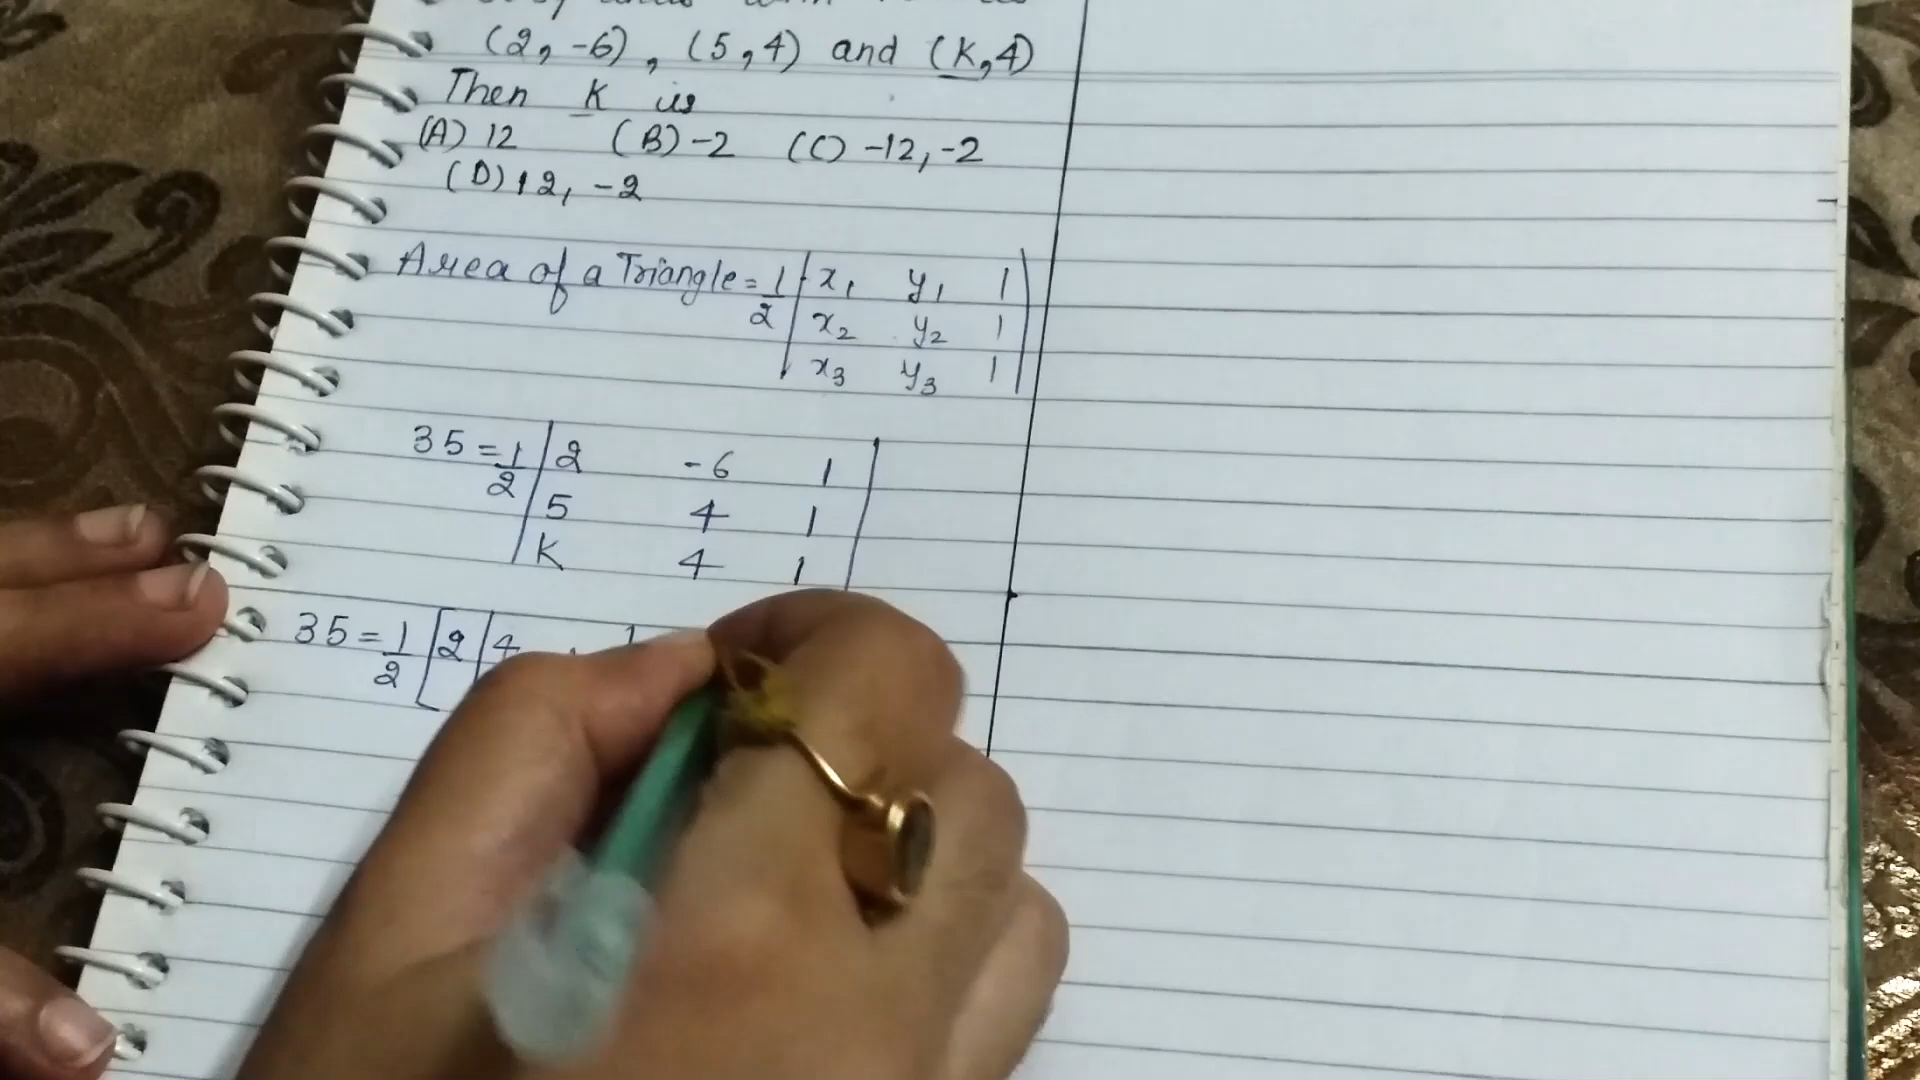 (2, -6) , (5,4) and (K,4)
Then K is
(A) 12 (B) -2 (C) -12, -2
(D) 12, -2
Area of a Triangle = 1/2 | x₁ y₁ 1 |
x₂ y₂ 1
x₃ y₃ 1
35 = 1/2 | 2 -6 1 |
5 4 1
K 4 1
35 = 1/2 [ 2 | 4 1